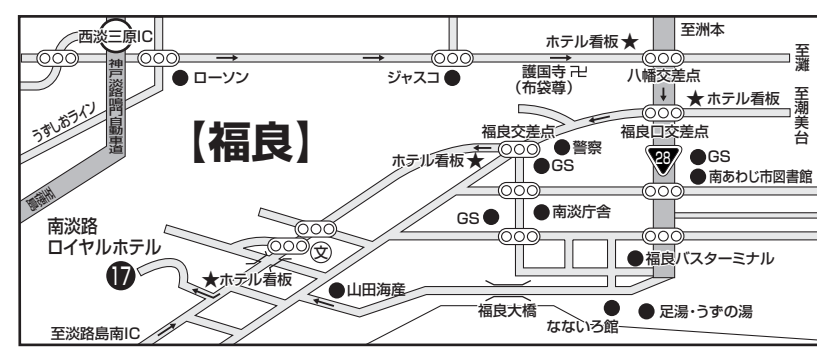 西淡三原IC
神戸淡路鳴門自動車道
うずしおライン
至徳島
ローソン
ジャスコ
ホテル看板★
護国寺卍
(布袋尊)
至洲本
八幡交差点
至灘
至潮美台
★ホテル看板
【福良】
福良交差点
福良口交差点
ホテル看板★
警察
GS
28
GS
南あわじ市図書館
南淡路
ロイヤルホテル
17
文
GS
南淡庁舎
★ホテル看板
山田海産
福良バスターミナル
福良大橋
なないろ館
足湯・うずの湯
至淡路島南IC